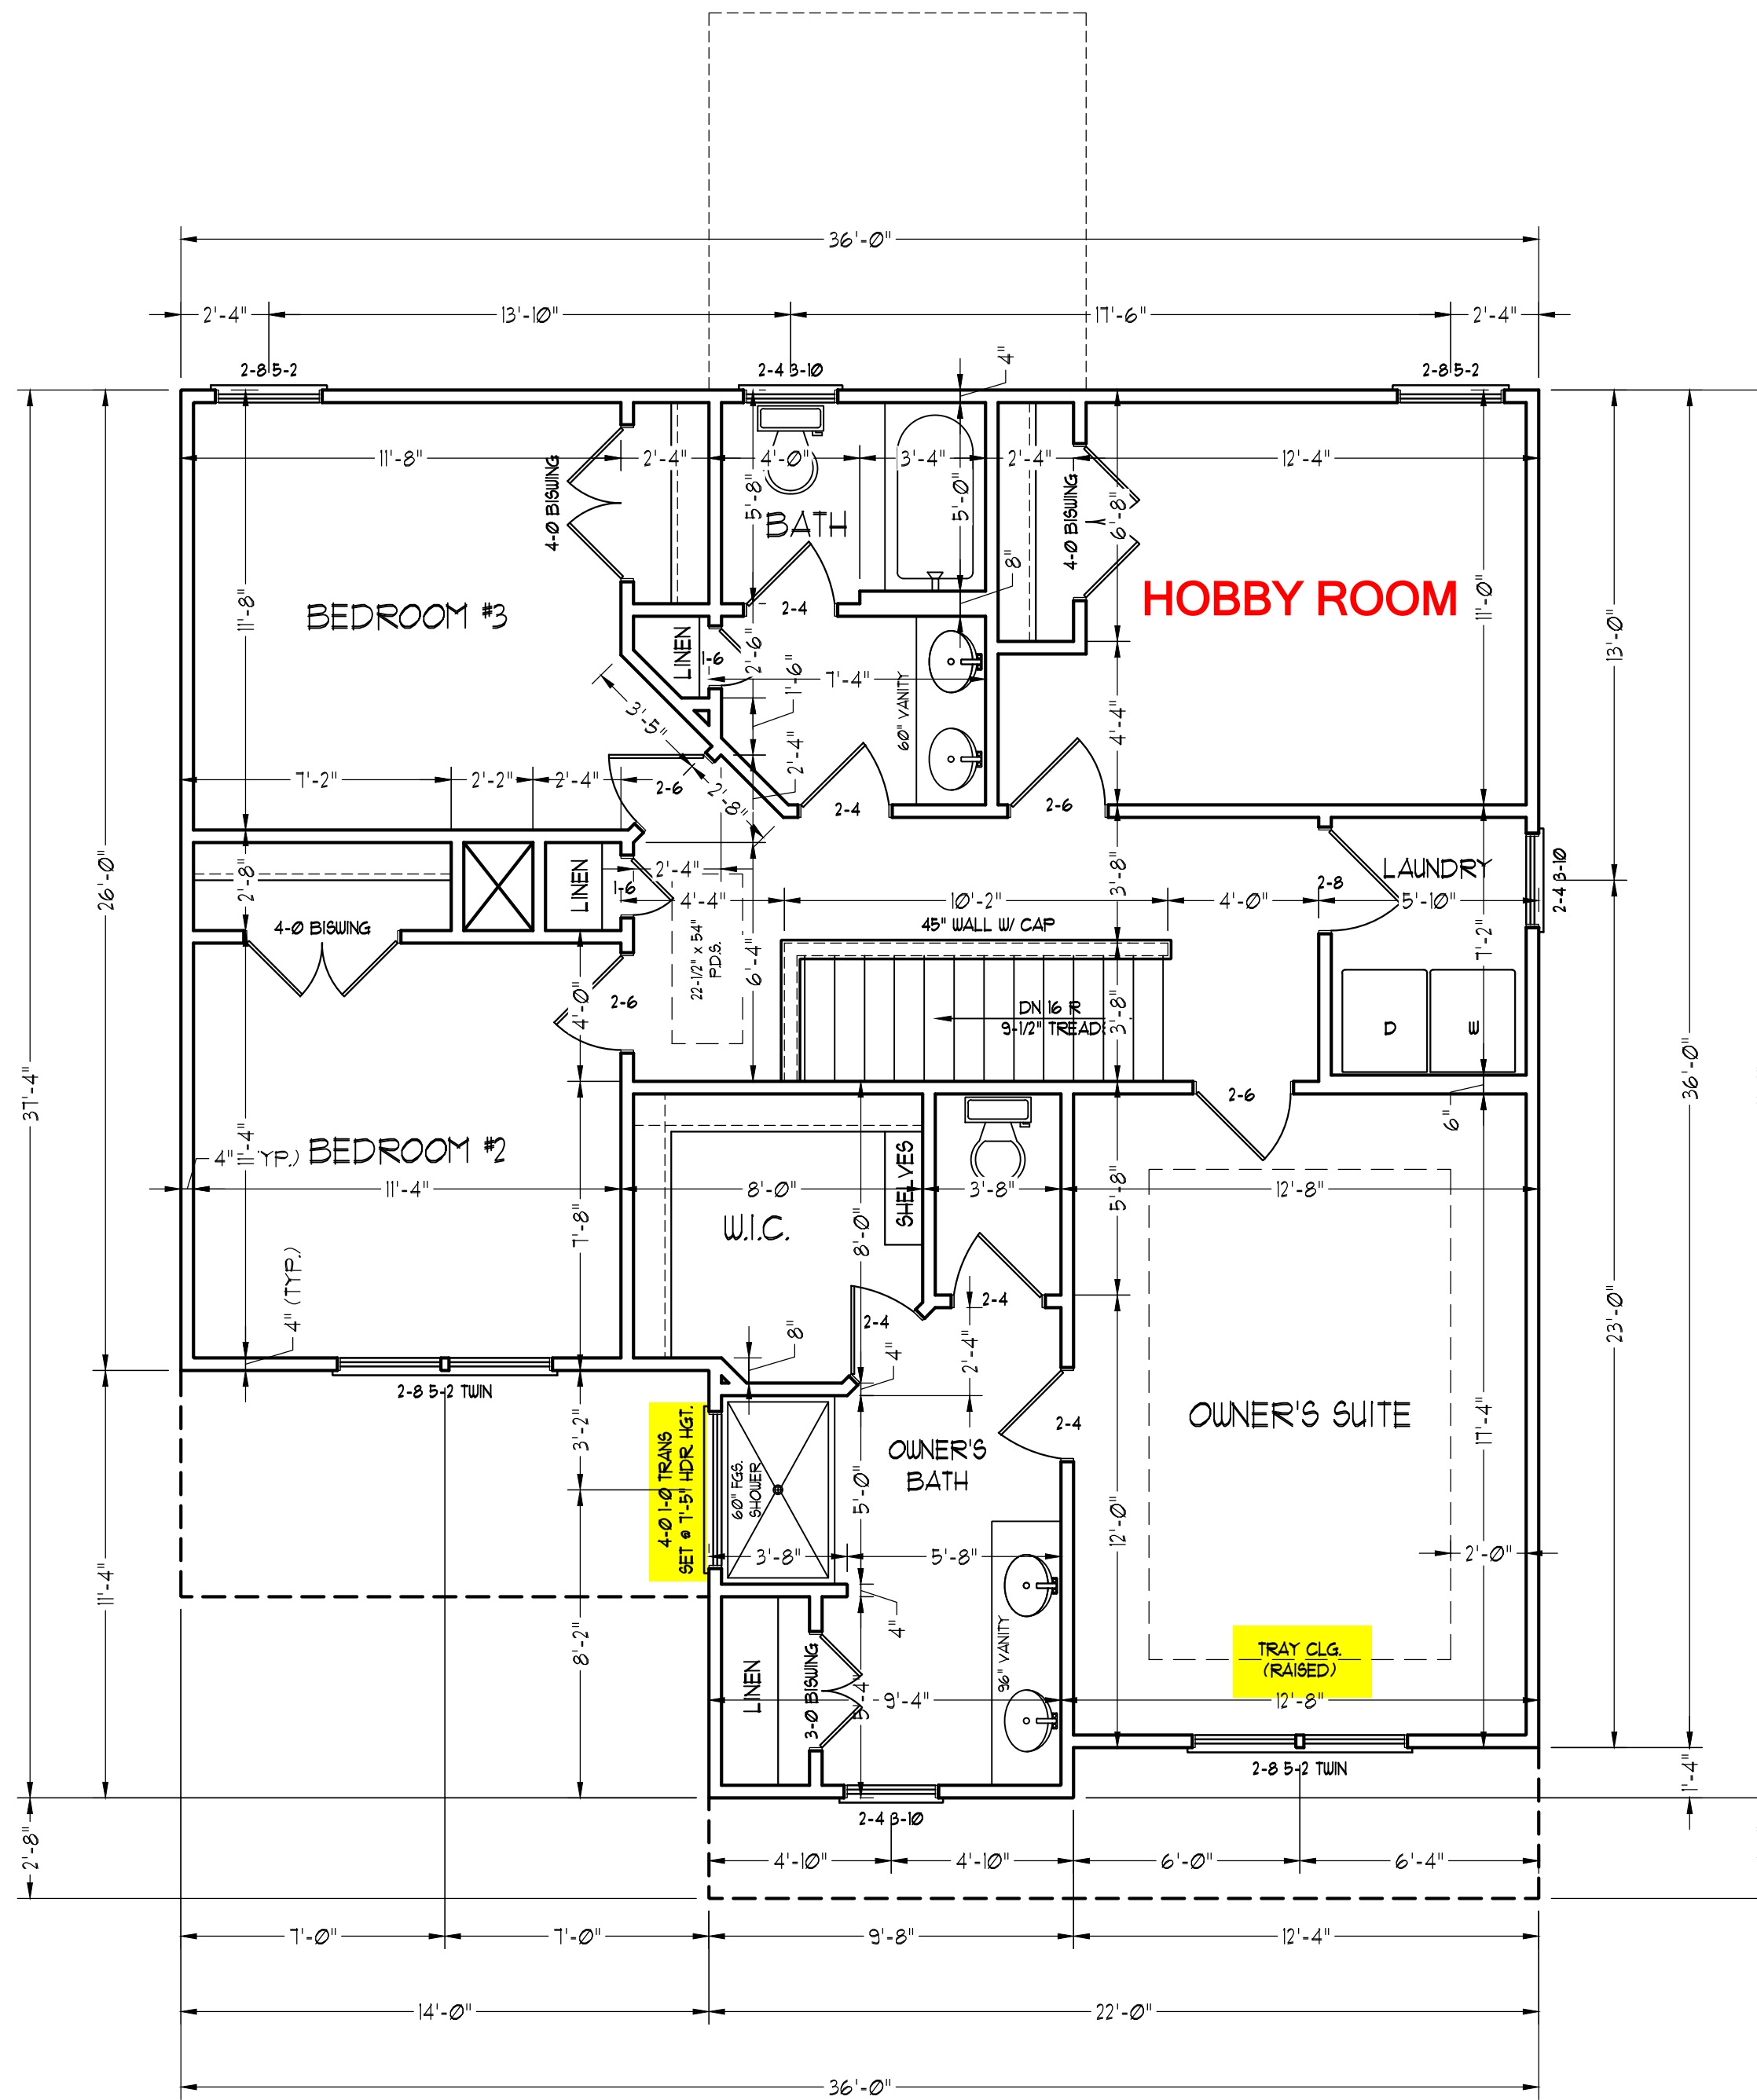 36'-0"
2'-4"
13'-10"
17'-6"
2'-4"
2-8 5-2
2-4 3-10
4"
2-8 5-2
11'-8"
2'-4"
4'-0"
3'-4"
2'-4"
12'-4"
4-0 BISWING
5'-8"
5'-0"
4-0 BISWING
6'-8"
BATH
8"
HOBBY ROOM
11'-0"
13'-0"
BEDROOM #3
11'-8"
2-4
LINEN
1-6
2'-6"
1'-6"
7'-4"
60" VANITY
4'-4"
3'-5"
2'-4"
7'-2"
2'-2"
2'-4"
2-6
2'-8"
2-4
2-6
26'-0"
2'-8"
LINEN
2'-4"
1-6
3'-8"
LAUNDRY
2-8
2-4 3-10
4'-4"
10'-2"
4'-0"
5'-10"
4-0 BISWING
45" WALL W/ CAP
7'-2"
22-1/2" x 54"
P.D.S.
6'-4"
2-6
4'-0"
DN 16 R
9-1/2" TREAD
3'-8"
D
W
37'-4"
36'-0"
2-6
6"
4" (TYP.)
11'-4"
BEDROOM #2
11'-4"
8'-0"
SHELVES
3'-8"
5'-8"
12'-8"
7'-8"
W.I.C.
8'-0"
4" (TYP.)
2-4
2-4
8"
4"
2'-4"
23'-0"
2-8 5-2 TWIN
3'-2"
4-0 1-0 TRANS
SET @ 7'-5" HDR HGT.
60" FGS.
SHOWER
OWNER'S
BATH
2-4
OWNER'S SUITE
17'-4"
5'-0"
12'-0"
3'-8"
5'-8"
2'-0"
11'-4"
8'-2"
4"
LINEN
3-0 BISWING
5'-4"
9'-4"
96" VANITY
TRAY CLG.
(RAISED)
12'-8"
2-8 5-2 TWIN
1'-4"
2-4 3-10
2'-8"
4'-10"
4'-10"
6'-0"
6'-4"
7'-0"
7'-0"
9'-8"
12'-4"
14'-0"
22'-0"
36'-0"